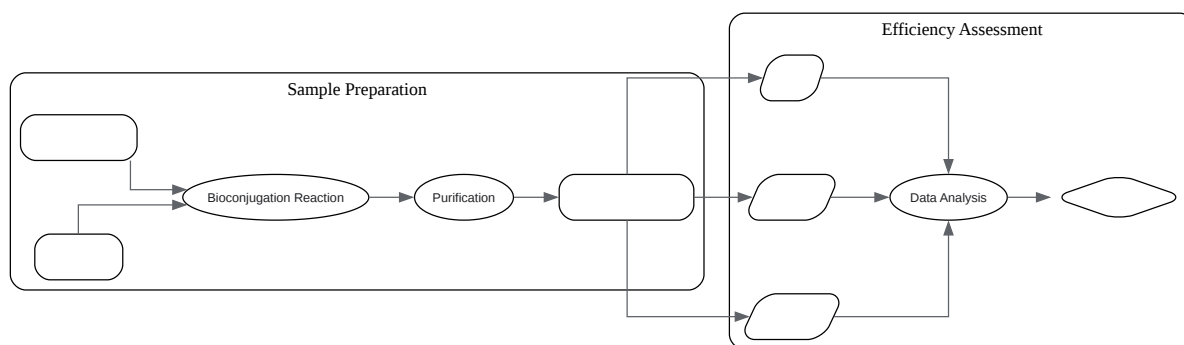 Efficiency Assessment
Sample Preparation
Bioconjugation Reaction
Purification
Data Analysis